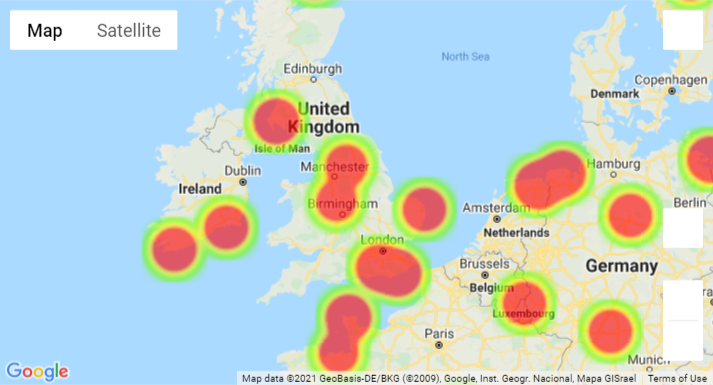 Map
Satellite
North Sea
Edinburgh
Copenhagen
Denmark
United
Kingdom
Isle of Man
Manchester
Hamburg
Dublin
Ireland
Birmingham
Amsterdam
Berlin
Netherlands
London
Brussels
Germany
Belgium
Luxembourg
Paris
Munich
Google
Map data ©2021 GeoBasis-DE/BKG (©2009), Google, Inst. Geogr. Nacional, Mapa GISrael
Terms of Use